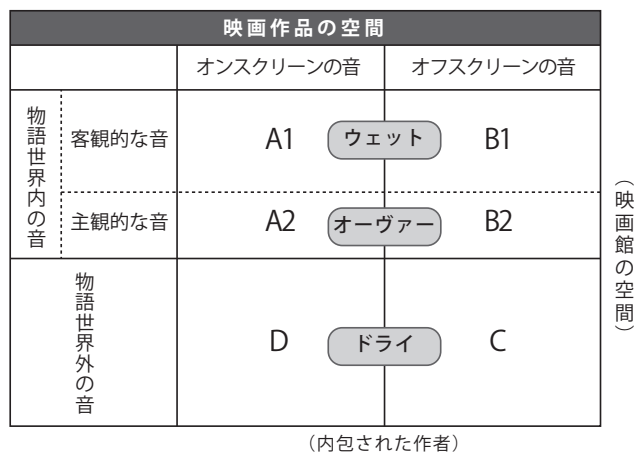 映画作品の空間
オンスクリーンの音 オフスクリーンの音
物語世界内の音
客観的な音 A1 ウェット B1
主観的な音 A2 オーヴァー B2
物語世界外の音
D ドライ C
（映画館の空間）
（内包された作者）